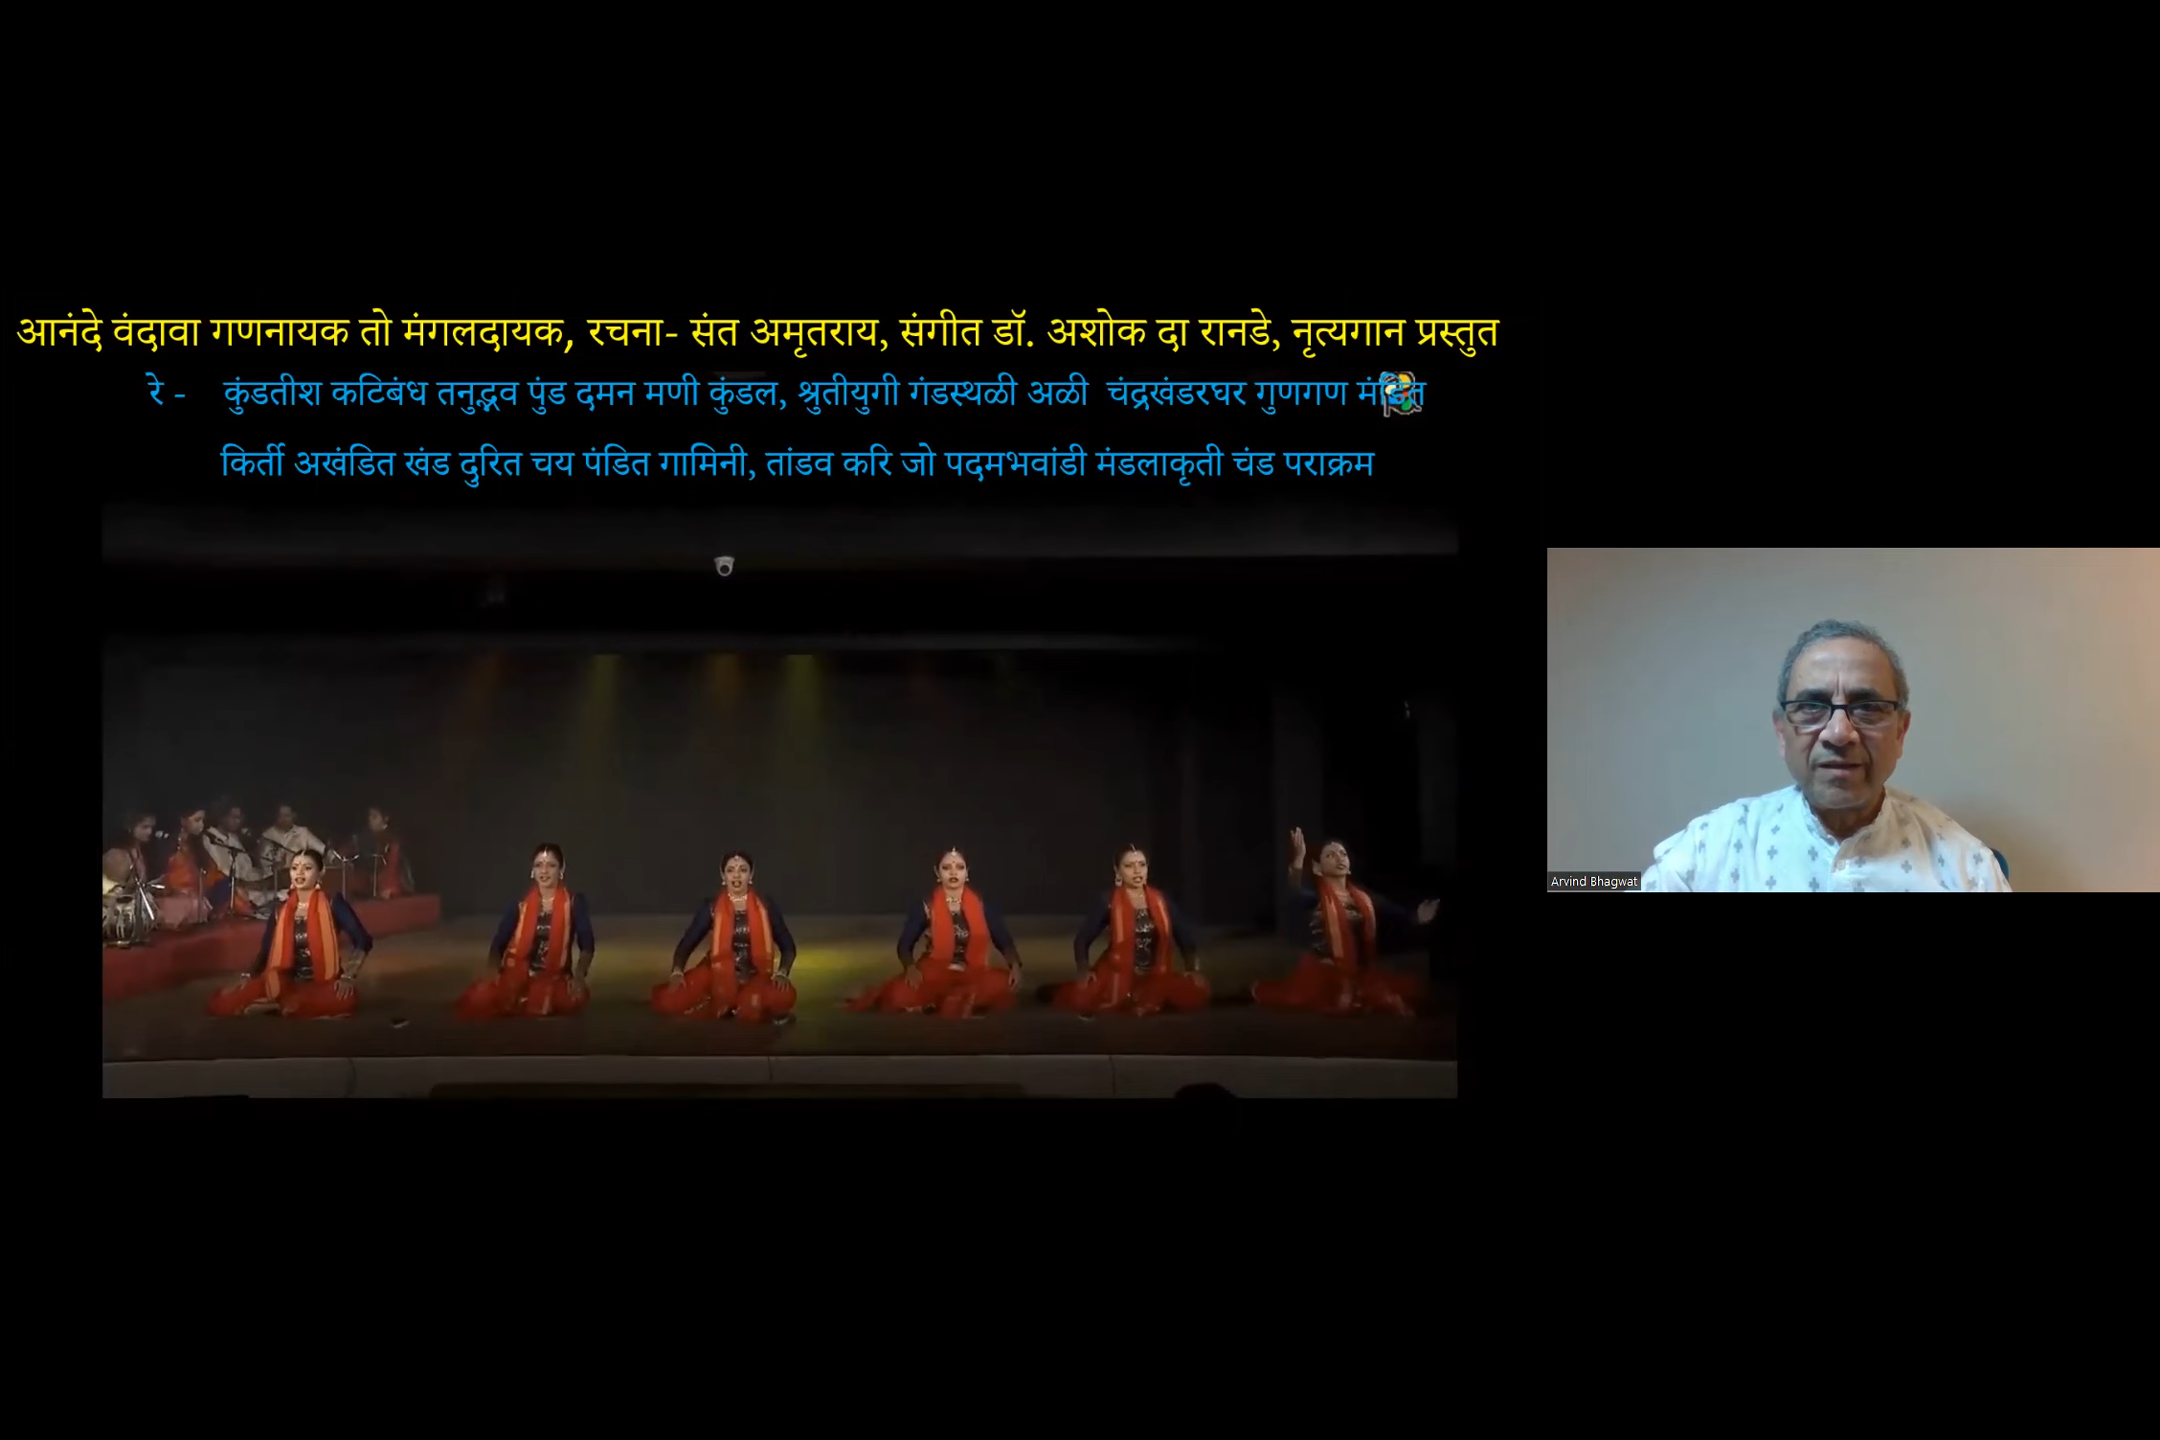 आनंदे वंदावा गणनायक तो मंगलदायक, रचना- संत अमृतराय, संगीत डॉ. अशोक दा रानडे, नृत्यगान प्रस्तुत
रे - कुंडतीश कटिबंध तनुद्भव पुंड दमन मणी कुंडल, श्रुतीयुगी गंडस्थळी अळी चंद्रखंडरघर गुणगण मंडित
किर्ती अखंडित खंड दुरित चय पंडित गामिनी, तांडव करि जो पदमभवांडी मंडलाकृती चंड पराक्रम
Arvind Bhagwat